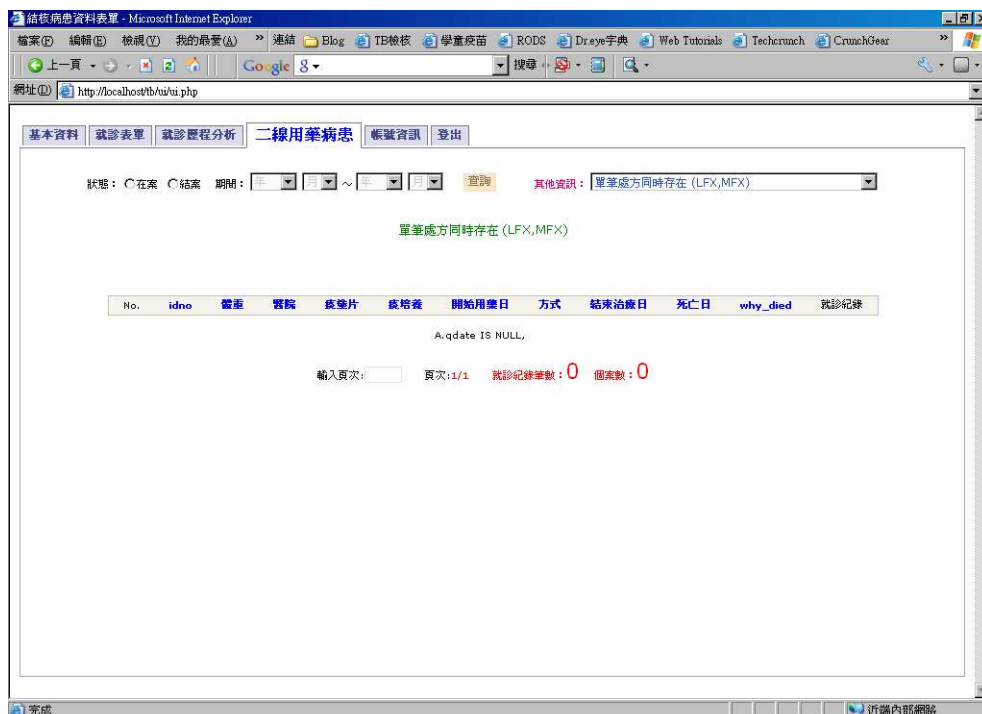 結核病患資料表單 - Microsoft Internet Explorer
檔案(F) 編輯(E) 檢視(V) 我的最愛(A) » 連結 Blog TB檢核 學童疫苗 RODS Dr.eye字典 Web Tutorials Techcrunch CrunchGear »
上一頁 Google 搜尋
網址(D) http://localhost/tb/ui/ui.php
基本資料 就診表單 就診歷程分析 二線用藥病患 帳號資訊 登出
狀態： 在案 結案 期間： 年 月 ～ 年 月 查詢 其他資訊： 單筆處方同時存在 (LFX,MFX)
單筆處方同時存在 (LFX,MFX)
No. idno 體重 醫院 痰塗片 痰培養 開始用藥日 方式 結束治療日 死亡日 why_died 就診紀錄
A.qdate IS NULL,
輸入頁次: 頁次:1/1 就診紀錄筆數：0 個案數：0
完成 近端內部網路